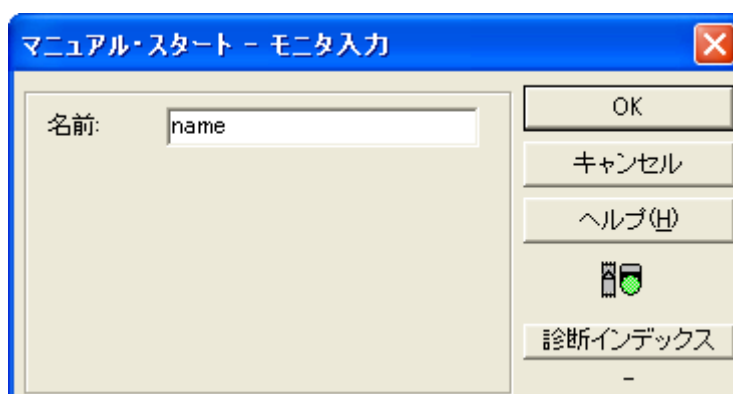 マニュアル・スタート - モニタ入力
名前:
name
OK
キャンセル
ヘルプ(H)
診断インデックス
-